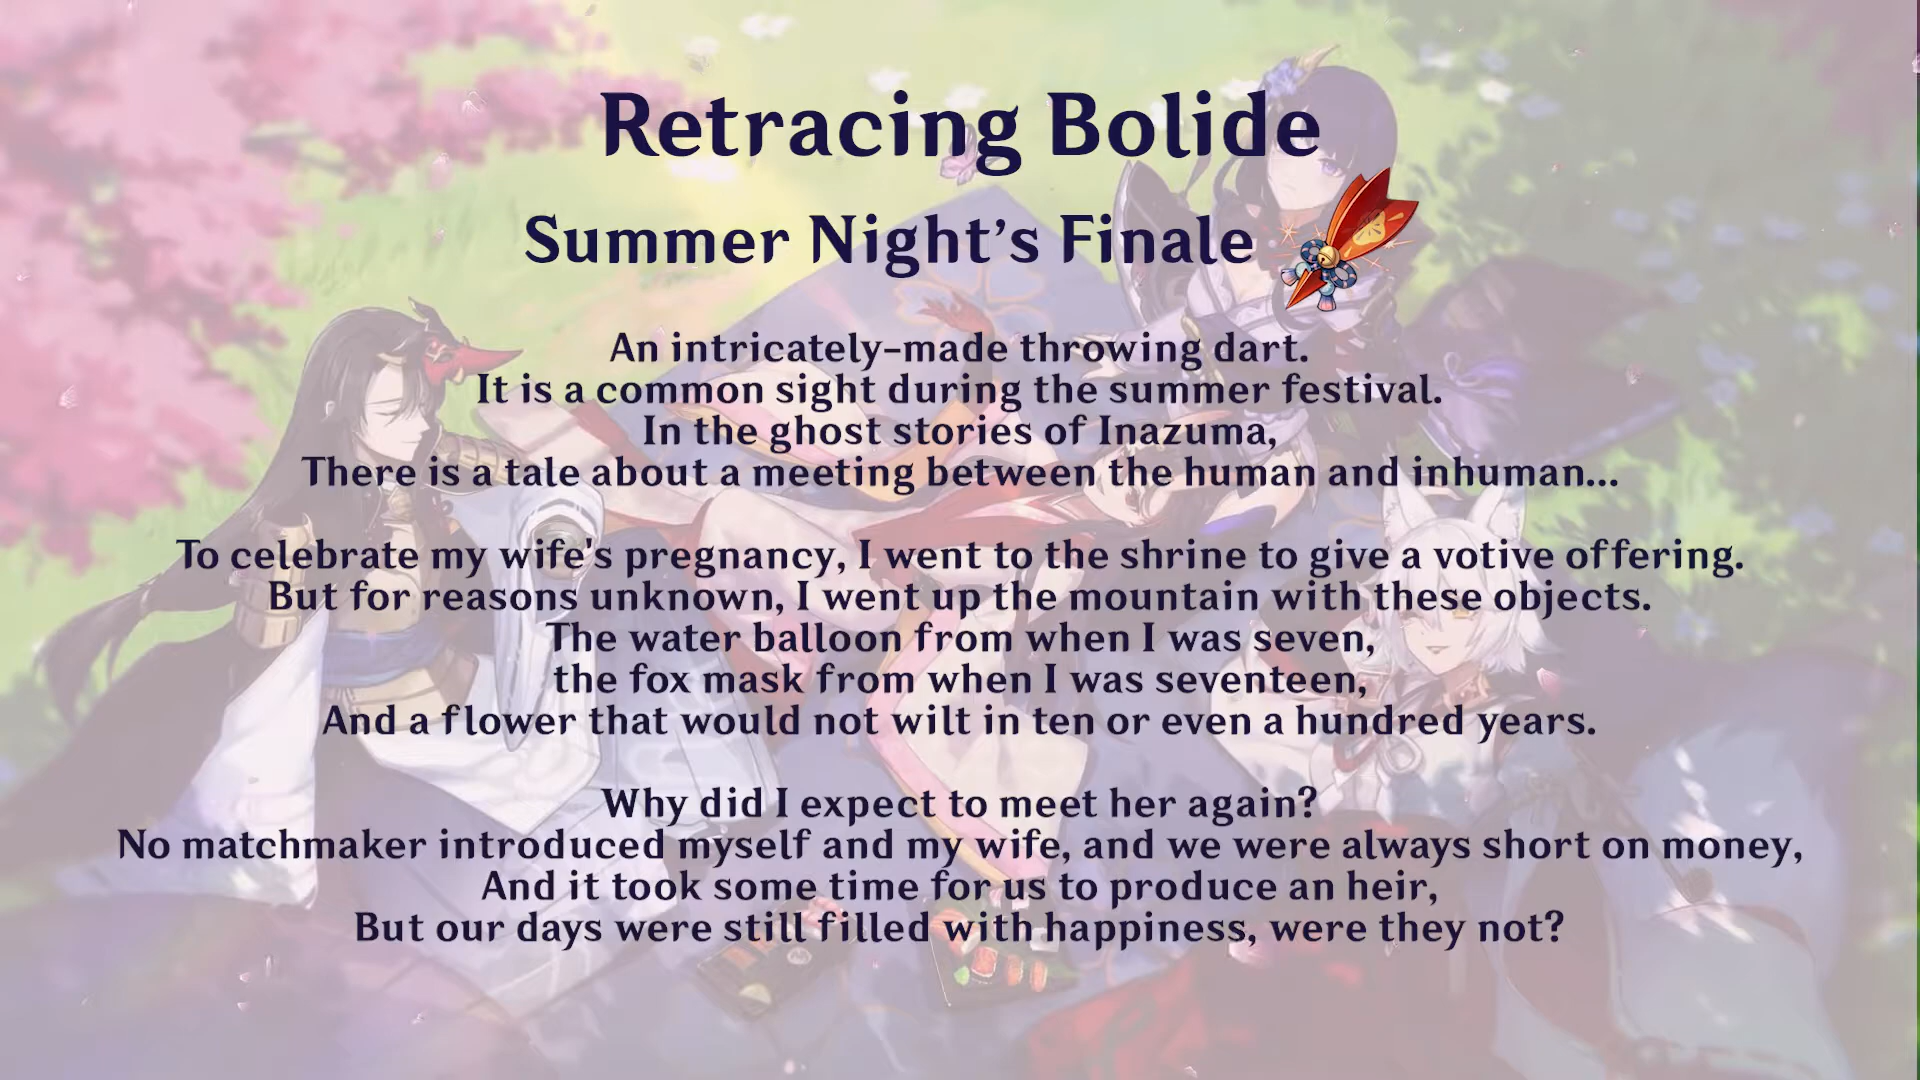 Retracing Bolide
Summer Night's Finale
An intricately-made throwing dart.
It is a common sight during the summer festival.
In the ghost stories of Inazuma,
There is a tale about a meeting between the human and inhuman...
To celebrate my wife's pregnancy, I went to the shrine to give a votive offering.
But for reasons unknown, I went up the mountain with these objects.
The water balloon from when I was seven,
the fox mask from when I was seventeen,
And a flower that would not wilt in ten or even a hundred years.
Why did I expect to meet her again?
No matchmaker introduced myself and my wife, and we were always short on money,
And it took some time for us to produce an heir,
But our days were still filled with happiness, were they not?